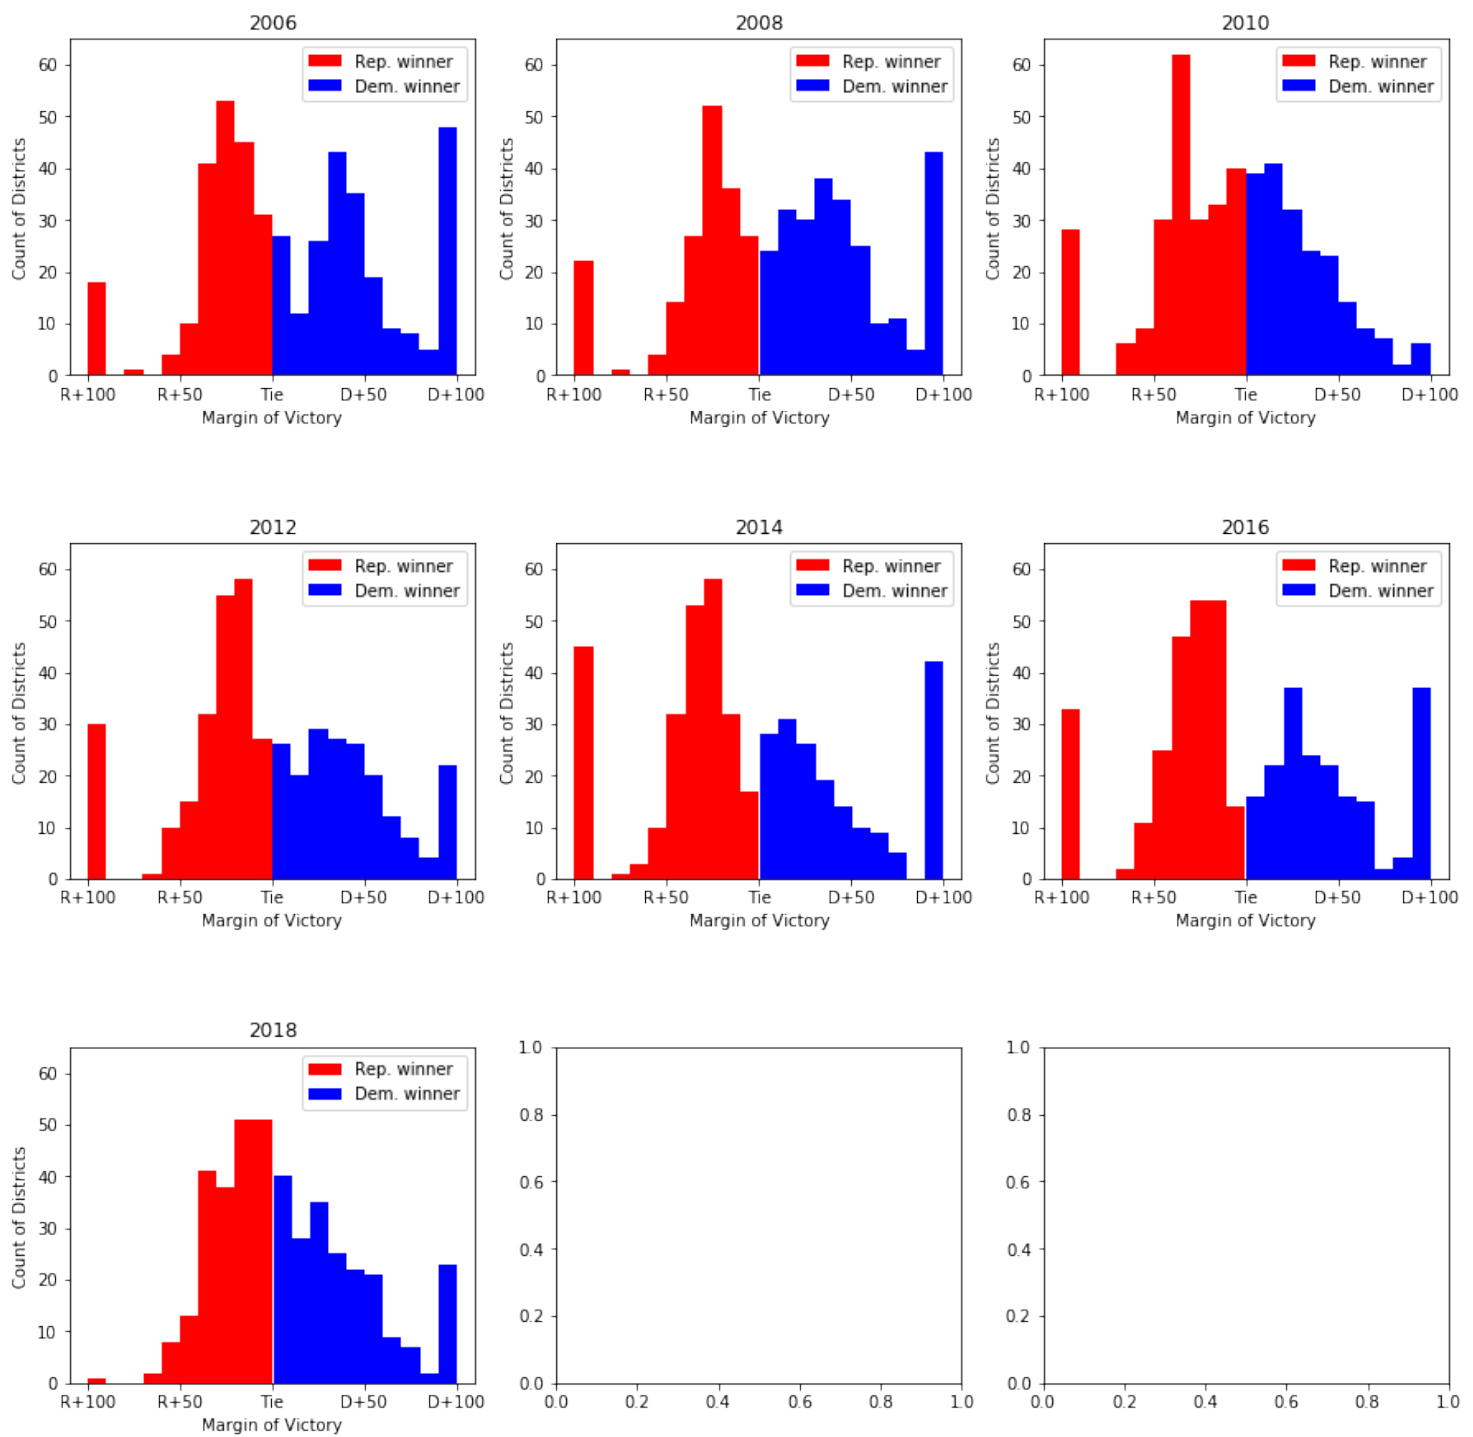 2006
Rep. winner
Dem. winner
60
50
40
30
20
10
0
Count of Districts
R+100 R+50 Tie D+50 D+100
Margin of Victory
2008
Rep. winner
Dem. winner
60
50
40
30
20
10
0
Count of Districts
R+100 R+50 Tie D+50 D+100
Margin of Victory
2010
Rep. winner
Dem. winner
60
50
40
30
20
10
0
Count of Districts
R+100 R+50 Tie D+50 D+100
Margin of Victory
2012
Rep. winner
Dem. winner
60
50
40
30
20
10
0
Count of Districts
R+100 R+50 Tie D+50 D+100
Margin of Victory
2014
Rep. winner
Dem. winner
60
50
40
30
20
10
0
Count of Districts
R+100 R+50 Tie D+50 D+100
Margin of Victory
2016
Rep. winner
Dem. winner
60
50
40
30
20
10
0
Count of Districts
R+100 R+50 Tie D+50 D+100
Margin of Victory
2018
Rep. winner
Dem. winner
60
50
40
30
20
10
0
Count of Districts
R+100 R+50 Tie D+50 D+100
Margin of Victory
1.0
0.8
0.6
0.4
0.2
0.0
0.0 0.2 0.4 0.6 0.8 1.0
1.0
0.8
0.6
0.4
0.2
0.0
0.0 0.2 0.4 0.6 0.8 1.0